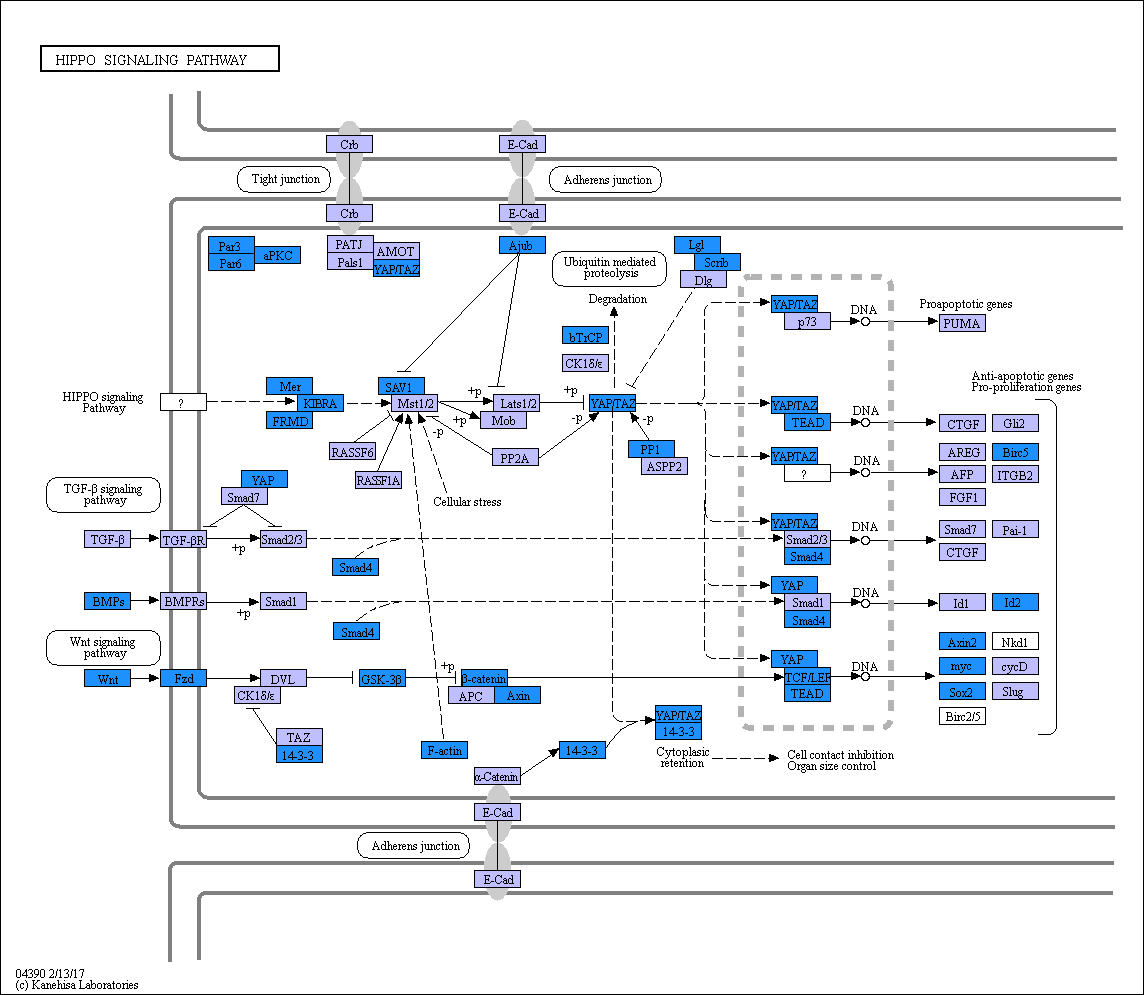 HIPPO SIGNALING PATHWAY
Crb
E-Cad
Tight junction
Adherens junction
Crb
E-Cad
Par3
Par6
aPKC
PATJ
Pals1
AMOT
YAP/TAZ
Ajub
Ubiquitin mediated
proteolysis
Lgl
Scrib
Dlg
Degradation
bTrCP
CK1δ/ε
YAP/TAZ
p73
DNA
Proapoptotic genes
PUMA
HIPPO signaling
Pathway
?
Mer
KIBRA
FRMD
SAV1
Mst1/2
+p
Lats1/2
Mob
+p
-p
+p
-p
YAP/TAZ
-p
RASSF6
RASSF1A
PP2A
PP1
ASPP2
Cellular stress
YAP/TAZ
TEAD
DNA
YAP/TAZ
?
DNA
Anti-apoptotic genes
Pro-proliferation genes
CTGF
Gli2
AREG
Birc5
AFP
ITGB2
FGF1
TGF-β signaling
pathway
YAP
Smad7
TGF-β
TGF-βR
+p
Smad2/3
Smad4
YAP/TAZ
Smad2/3
Smad4
DNA
Smad7
Pai-1
CTGF
BMPs
BMPRs
+p
Smad1
Smad4
YAP
Smad1
Smad4
DNA
Id1
Id2
Wnt signaling
pathway
Wnt
Fzd
DVL
CK1δ/ε
GSK-3β
+p
β-catenin
APC
Axin
YAP
TCF/LEF
TEAD
DNA
Axin2
Nkd1
myc
cycD
Sox2
Slug
Birc2/5
TAZ
14-3-3
F-actin
14-3-3
YAP/TAZ
14-3-3
Cytoplasic
retention
Cell contact inhibition
Organ size control
α-Catenin
E-Cad
Adherens junction
E-Cad
04390 2/13/17
(c) Kanehisa Laboratories